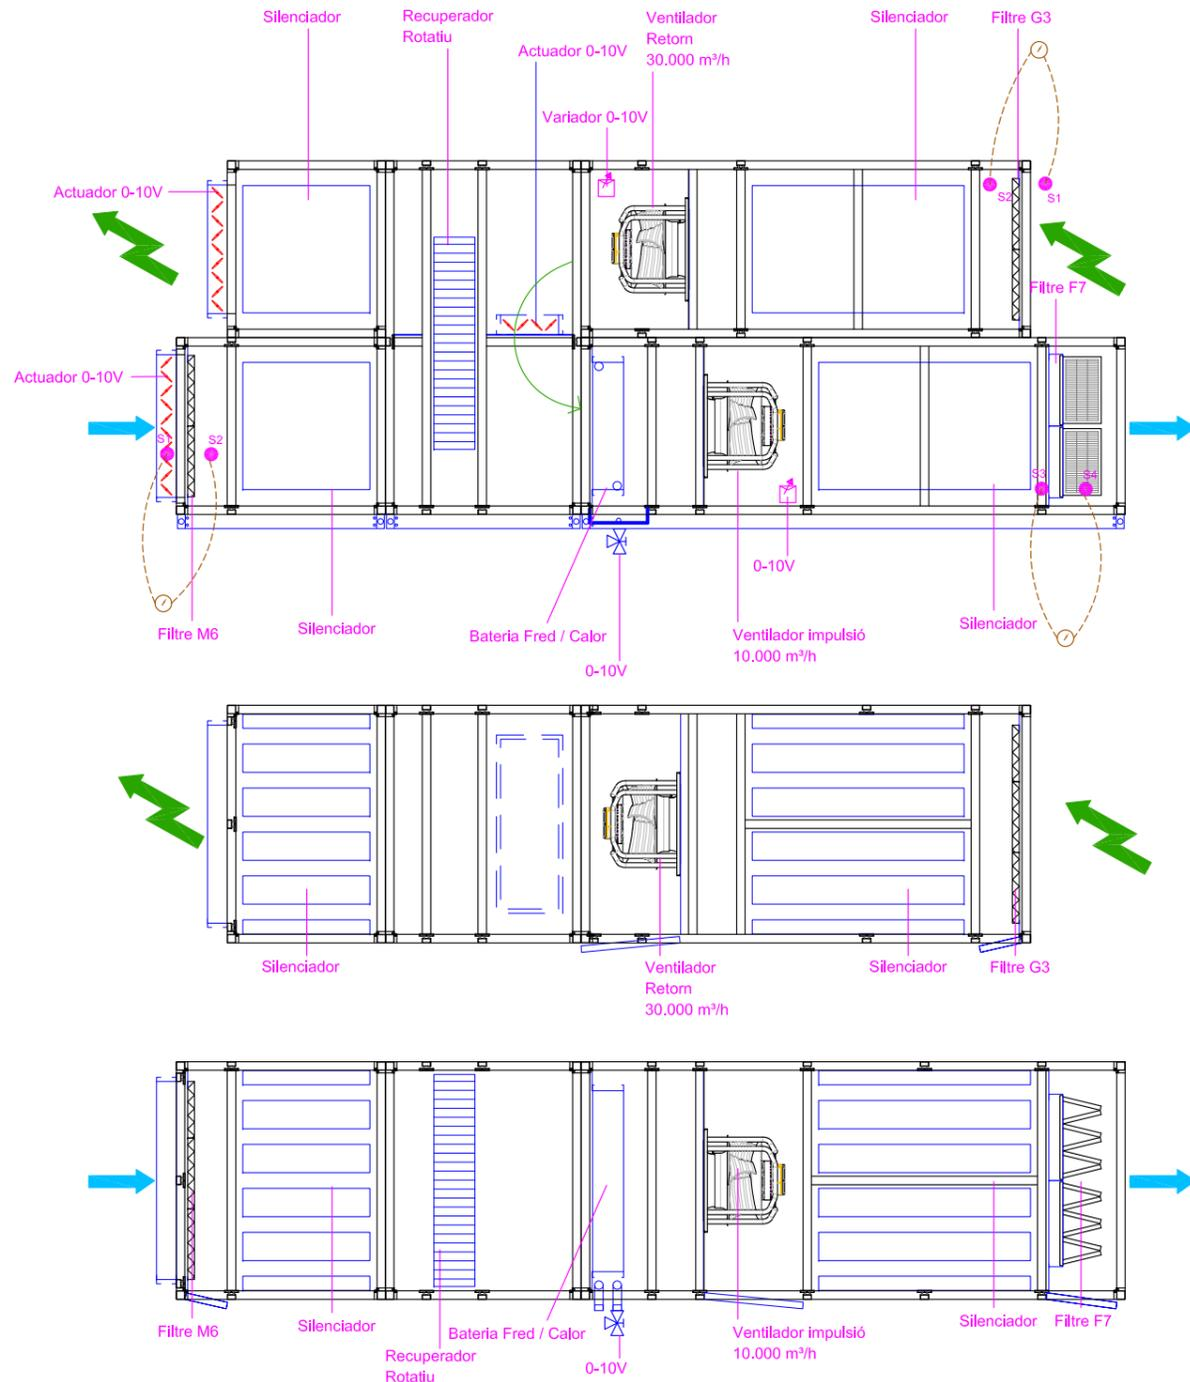 Silenciador
Recuperador
Rotatiu
Ventilador
Retorn
30.000 m³/h
Silenciador
Filtre G3
Actuador 0-10V
Variador 0-10V
Actuador 0-10V
S2
S1
Filtre F7
Actuador 0-10V
S1
S2
S3
S4
0-10V
Filtre M6
Silenciador
Bateria Fred / Calor
0-10V
Ventilador impulsió
10.000 m³/h
Silenciador
Silenciador
Ventilador
Retorn
30.000 m³/h
Silenciador
Filtre G3
Filtre M6
Silenciador
Recuperador
Rotatiu
Bateria Fred / Calor
0-10V
Ventilador impulsió
10.000 m³/h
Silenciador
Filtre F7